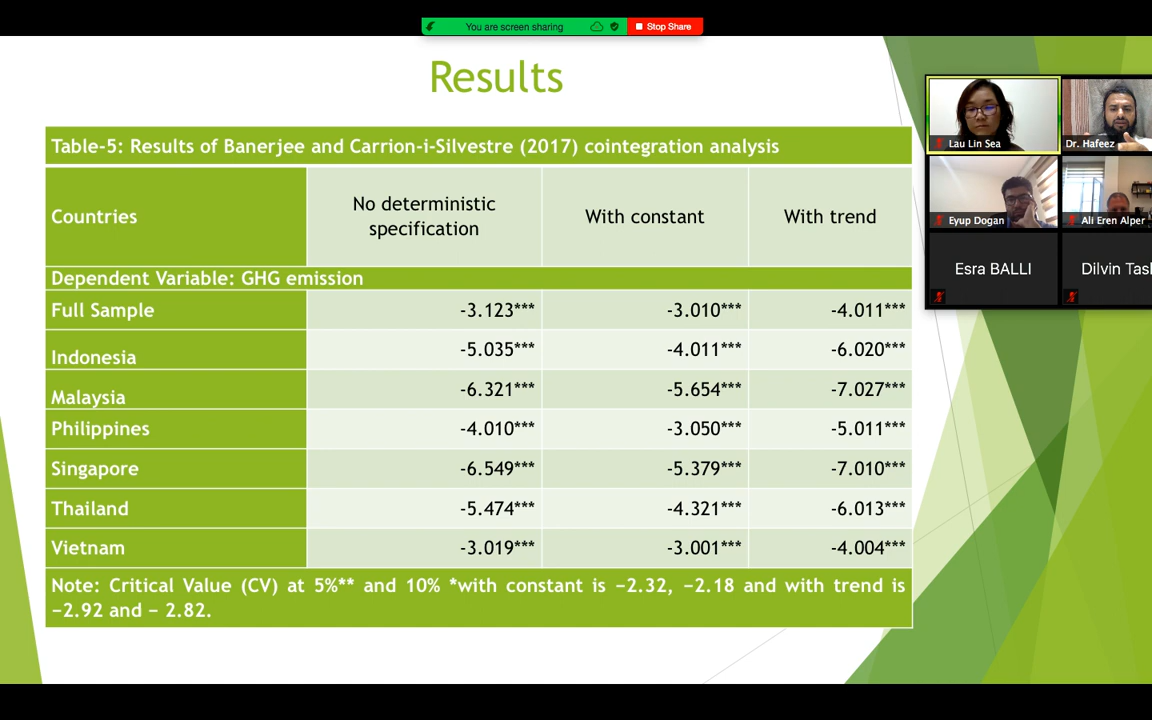 You are screen sharing
Stop Share
Results
Table-5: Results of Banerjee and Carrion-i-Silvestre (2017) cointegration analysis
Countries
No deterministic
specification
With constant
With trend
Dependent Variable: GHG emission
Full Sample -3.123*** -3.010*** -4.011***
Indonesia -5.035*** -4.011*** -6.020***
Malaysia -6.321*** -5.654*** -7.027***
Philippines -4.010*** -3.050*** -5.011***
Singapore -6.549*** -5.379*** -7.010***
Thailand -5.474*** -4.321*** -6.013***
Vietnam -3.019*** -3.001*** -4.004***
Note: Critical Value (CV) at 5%** and 10% *with constant is −2.32, −2.18 and with trend is
−2.92 and − 2.82.
Lau Lin Sea
Dr. Hafeez
Eyup Dogan
Ali Eren Alper
Esra BALLI
Dilvin